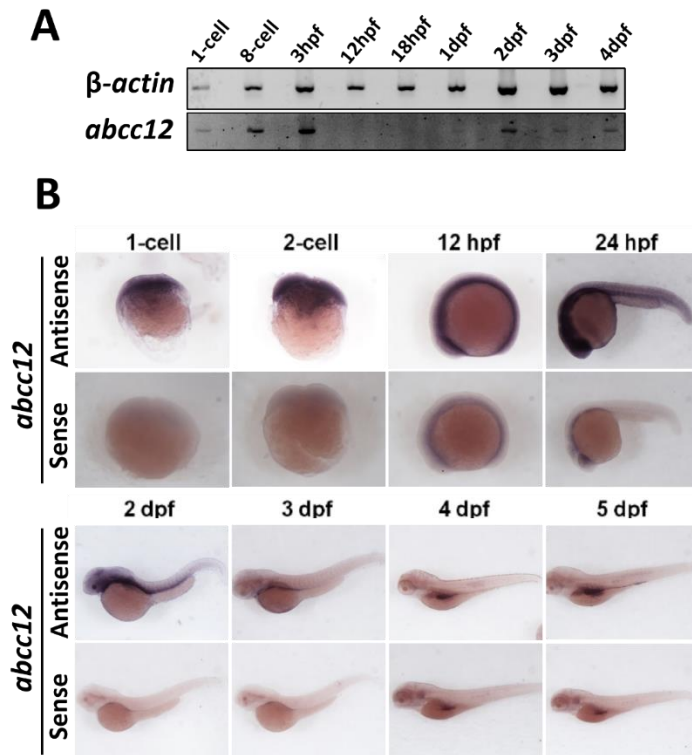 A
1-cell 8-cell 3hpf 12hpf 18hpf 1dpf 2dpf 3dpf 4dpf
β-actin
abcc12
B
1-cell 2-cell 12 hpf 24 hpf
abcc12
Antisense
Sense
2 dpf 3 dpf 4 dpf 5 dpf
abcc12
Antisense
Sense